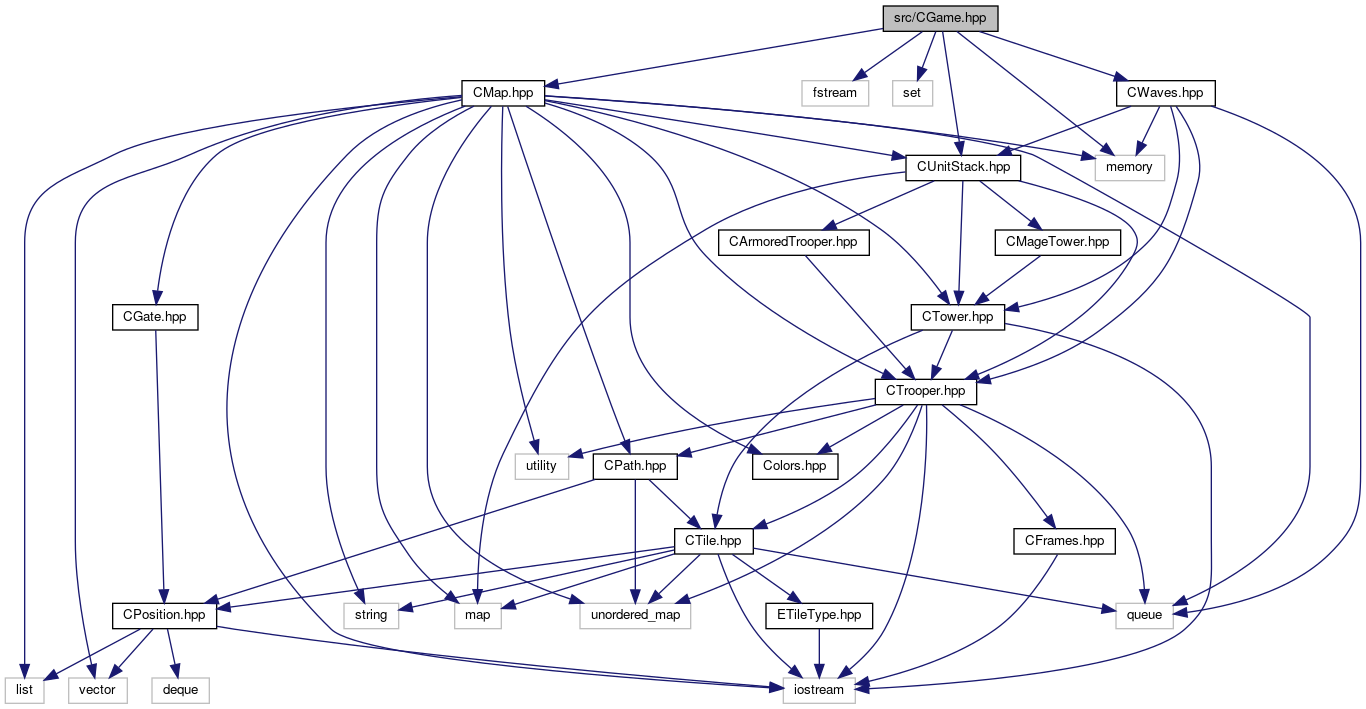 src/CGame.hpp
CMap.hpp
fstream
set
CWaves.hpp
CUnitStack.hpp
memory
CArmoredTrooper.hpp
CMageTower.hpp
CGate.hpp
CTower.hpp
CTrooper.hpp
utility
CPath.hpp
Colors.hpp
CTile.hpp
CFrames.hpp
CPosition.hpp
string
map
unordered_map
ETileType.hpp
queue
list
vector
deque
iostream